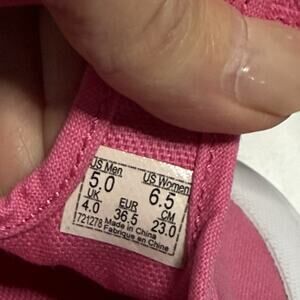 US Men US Women
5.0 6.5
UK EUR CM
4.0 36.5 23.0
721278 Made in China
Fabrique en Chine